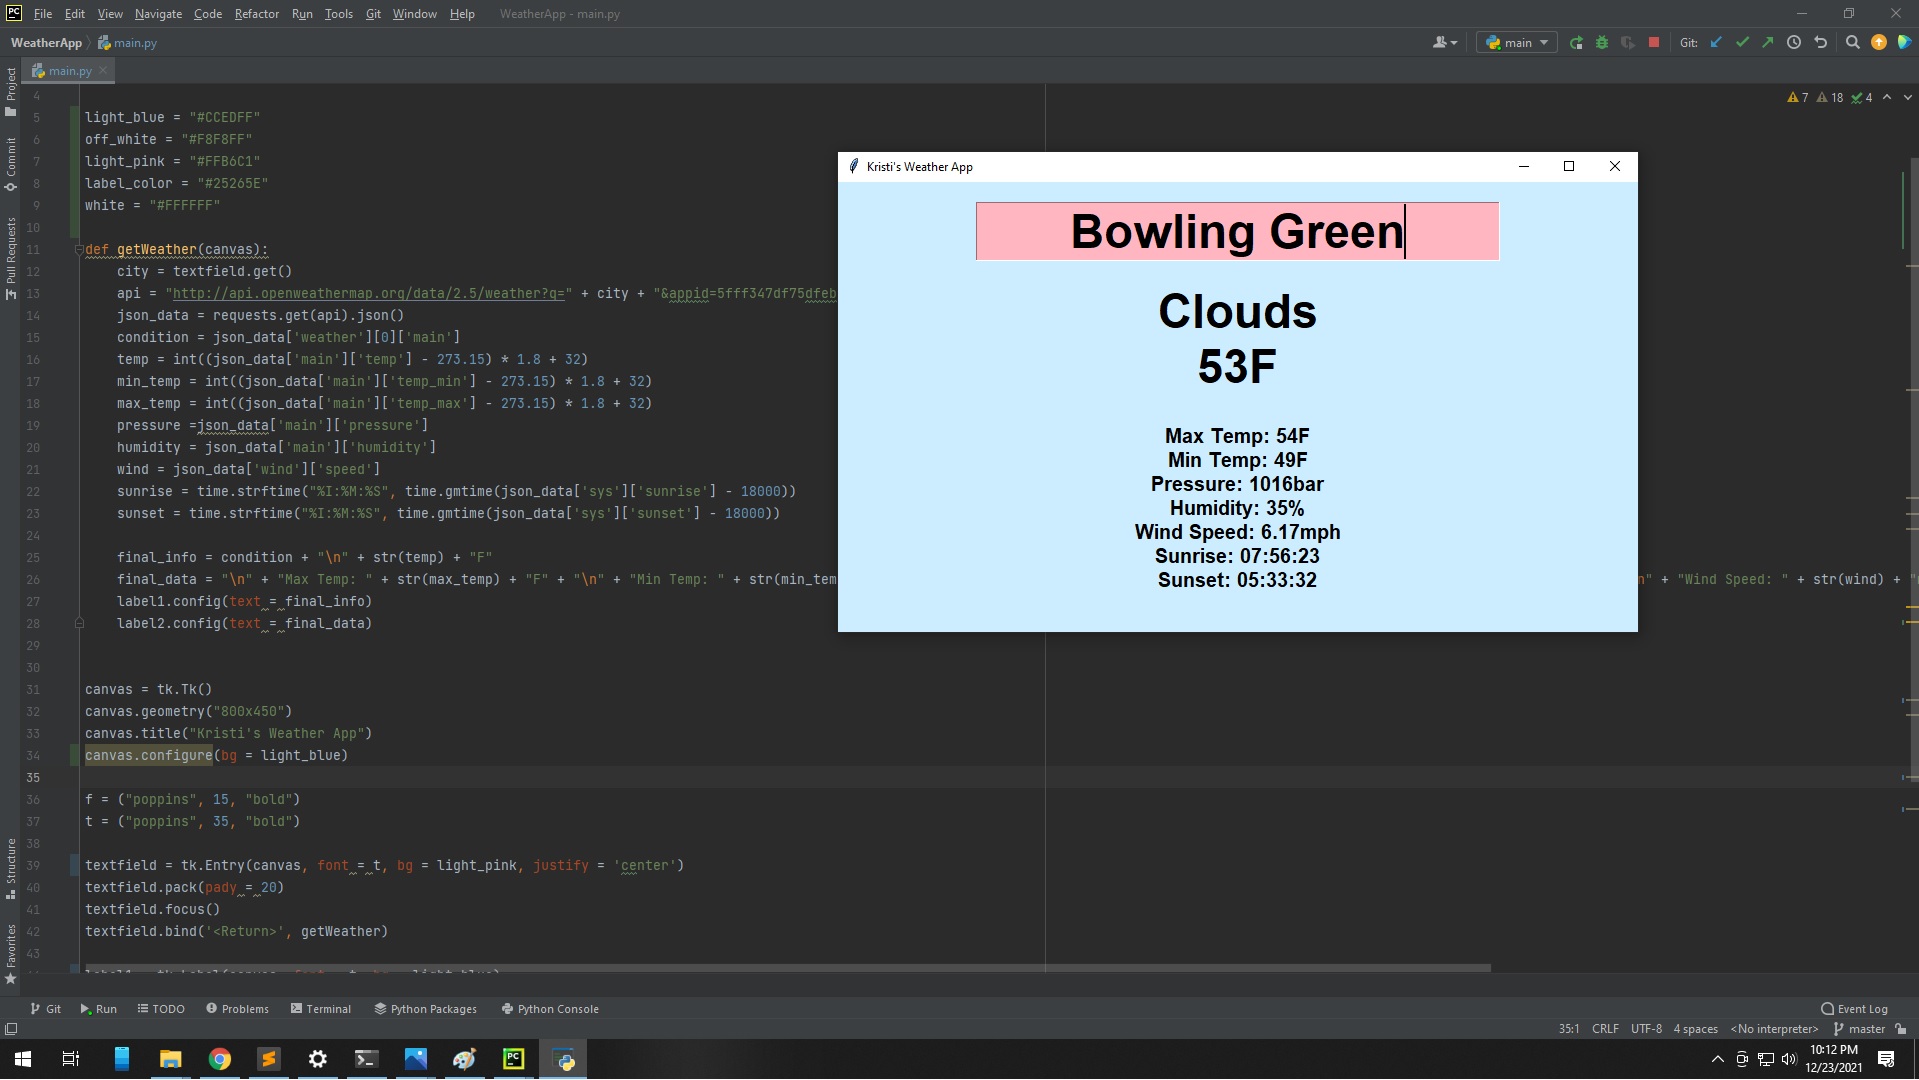 PC File Edit View Navigate Code Refactor Run Tools Git Window Help WeatherApp - main.py
WeatherApp main.py
main Git:
main.py
Project
Commit
Pull Requests
Structure
Favorites
7 18 4
4
5 light_blue = "#CCEDFF"
6 off_white = "#F8F8FF"
7 light_pink = "#FFB6C1"
8 label_color = "#25265E"
9 white = "#FFFFFF"
10
11 def getWeather(canvas):
12 city = textfield.get()
13 api = "http://api.openweathermap.org/data/2.5/weather?q=" + city + "&appid=5fff347df75dfeb
14 json_data = requests.get(api).json()
15 condition = json_data['weather'][0]['main']
16 temp = int((json_data['main']['temp'] - 273.15) * 1.8 + 32)
17 min_temp = int((json_data['main']['temp_min'] - 273.15) * 1.8 + 32)
18 max_temp = int((json_data['main']['temp_max'] - 273.15) * 1.8 + 32)
19 pressure =json_data['main']['pressure']
20 humidity = json_data['main']['humidity']
21 wind = json_data['wind']['speed']
22 sunrise = time.strftime("%I:%M:%S", time.gmtime(json_data['sys']['sunrise'] - 18000))
23 sunset = time.strftime("%I:%M:%S", time.gmtime(json_data['sys']['sunset'] - 18000))
24
25 final_info = condition + "\n" + str(temp) + "F"
26 final_data = "\n" + "Max Temp: " + str(max_temp) + "F" + "\n" + "Min Temp: " + str(min_tem n" + "Wind Speed: " + str(wind) + "
27 label1.config(text = final_info)
28 label2.config(text = final_data)
29
30
31 canvas = tk.Tk()
32 canvas.geometry("800x450")
33 canvas.title("Kristi's Weather App")
34 canvas.configure(bg = light_blue)
35
36 f = ("poppins", 15, "bold")
37 t = ("poppins", 35, "bold")
38
39 textfield = tk.Entry(canvas, font = t, bg = light_pink, justify = 'center')
40 textfield.pack(pady = 20)
41 textfield.focus()
42 textfield.bind('<Return>', getWeather)
43
Kristi's Weather App
Bowling Green
Clouds
53F
Max Temp: 54F
Min Temp: 49F
Pressure: 1016bar
Humidity: 35%
Wind Speed: 6.17mph
Sunrise: 07:56:23
Sunset: 05:33:32
Git Run TODO Problems Terminal Python Packages Python Console Event Log
35:1 CRLF UTF-8 4 spaces <No interpreter> master
PC
10:12 PM
12/23/2021